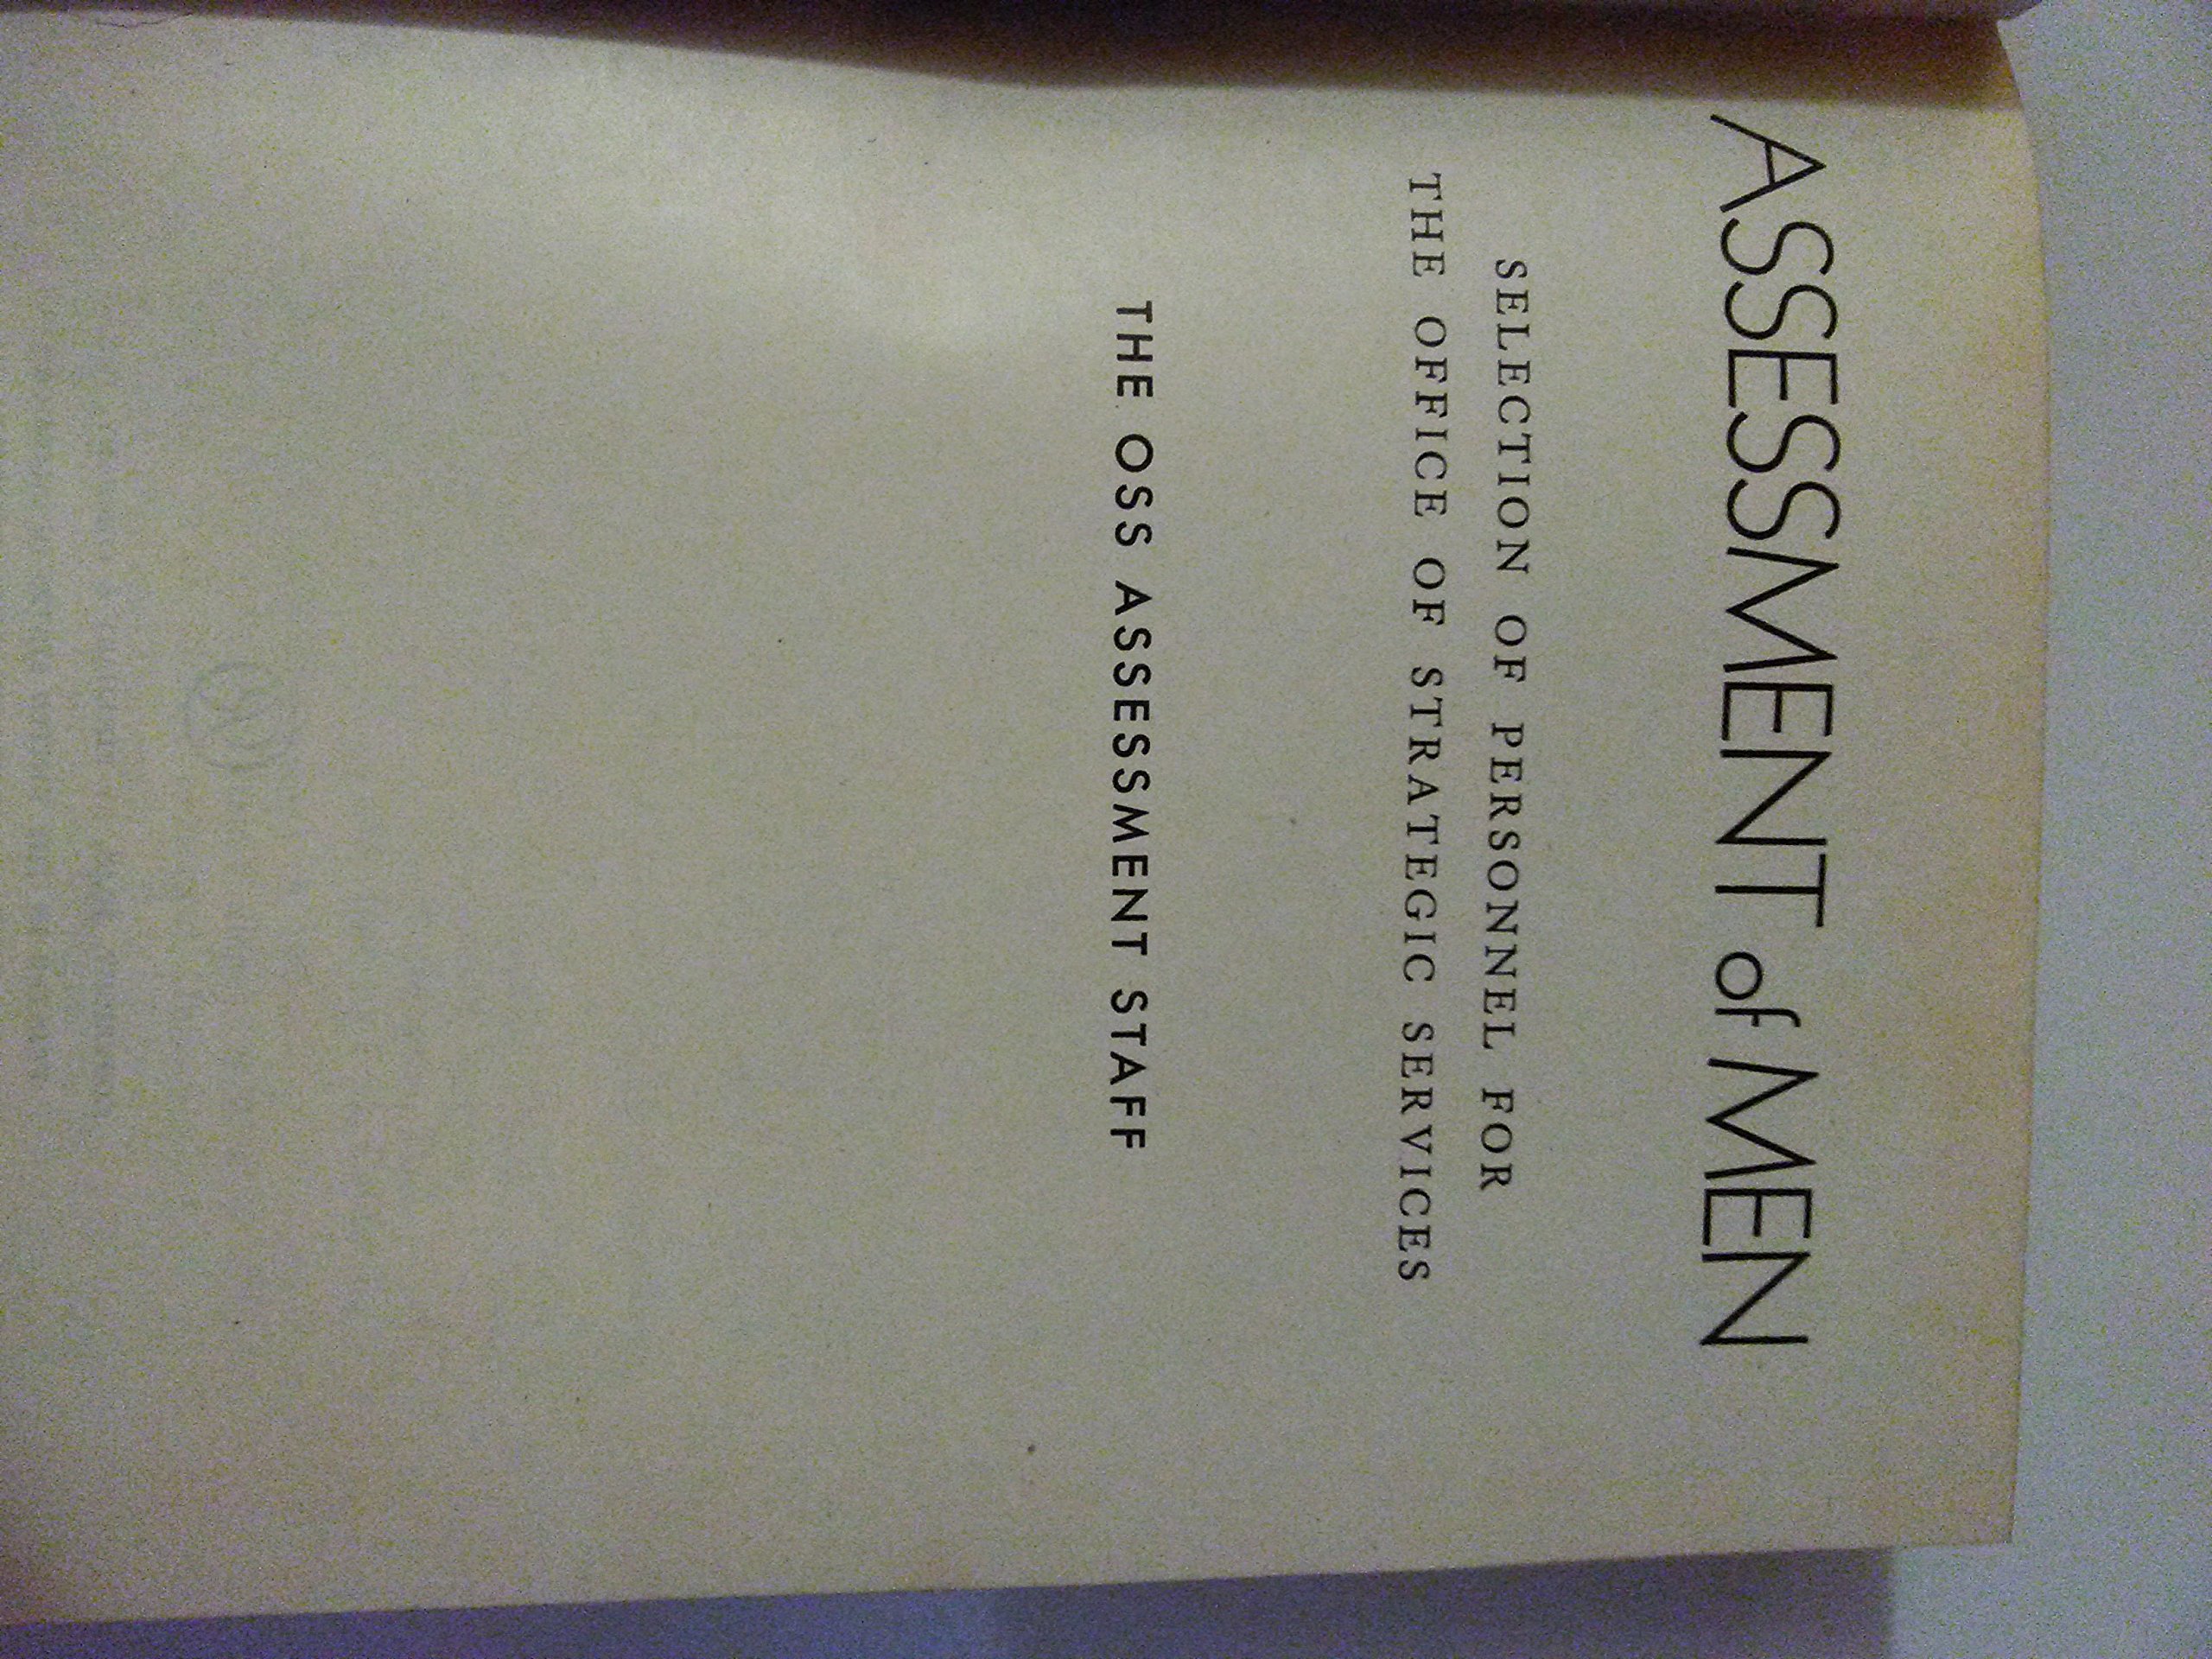 ASSESSMENT of MEN
SELECTION OF PERSONNEL FOR
THE OFFICE OF STRATEGIC SERVICES
THE OSS ASSESSMENT STAFF